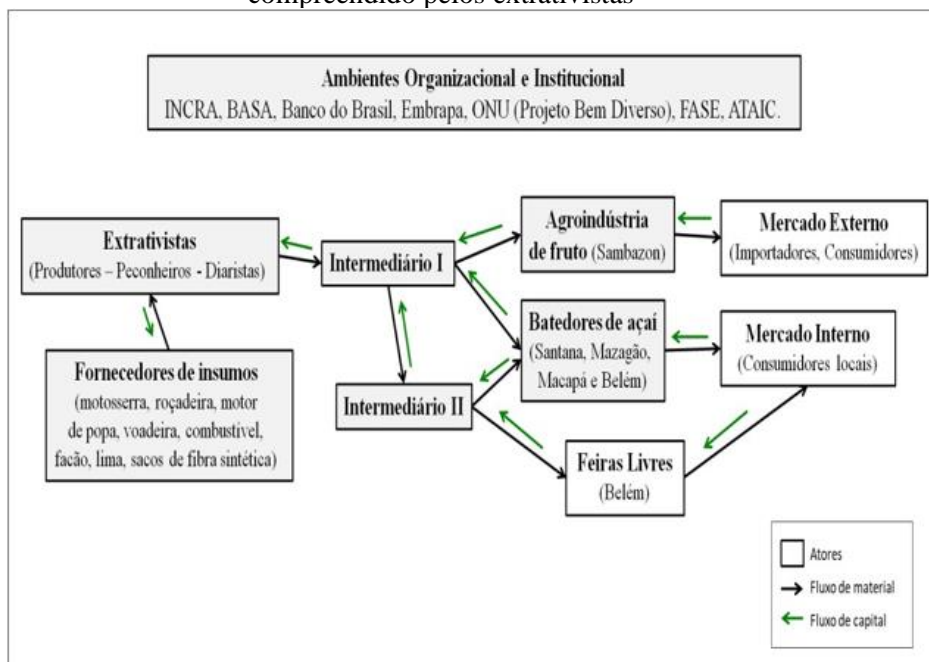 compreendido pelos extrativistas
Ambientes Organizacional e Institucional
INCRA, BASA, Banco do Brasil, Embrapa, ONU (Projeto Bem Diverso), FASE, ATAIC.
Extrativistas
(Produtores – Peconheiros - Diaristas)
Fornecedores de insumos
(motosserra, roçadeira, motor
de popa, voadeira, combustível,
facão, lima, sacos de fibra sintética)
Intermediário I
Intermediário II
Agroindústria
de fruto (Sambazon)
Batedores de açaí
(Santana, Mazagão,
Macapá e Belém)
Feiras Livres
(Belém)
Mercado Externo
(Importadores, Consumidores)
Mercado Interno
(Consumidores locais)
Atores
Fluxo de material
Fluxo de capital